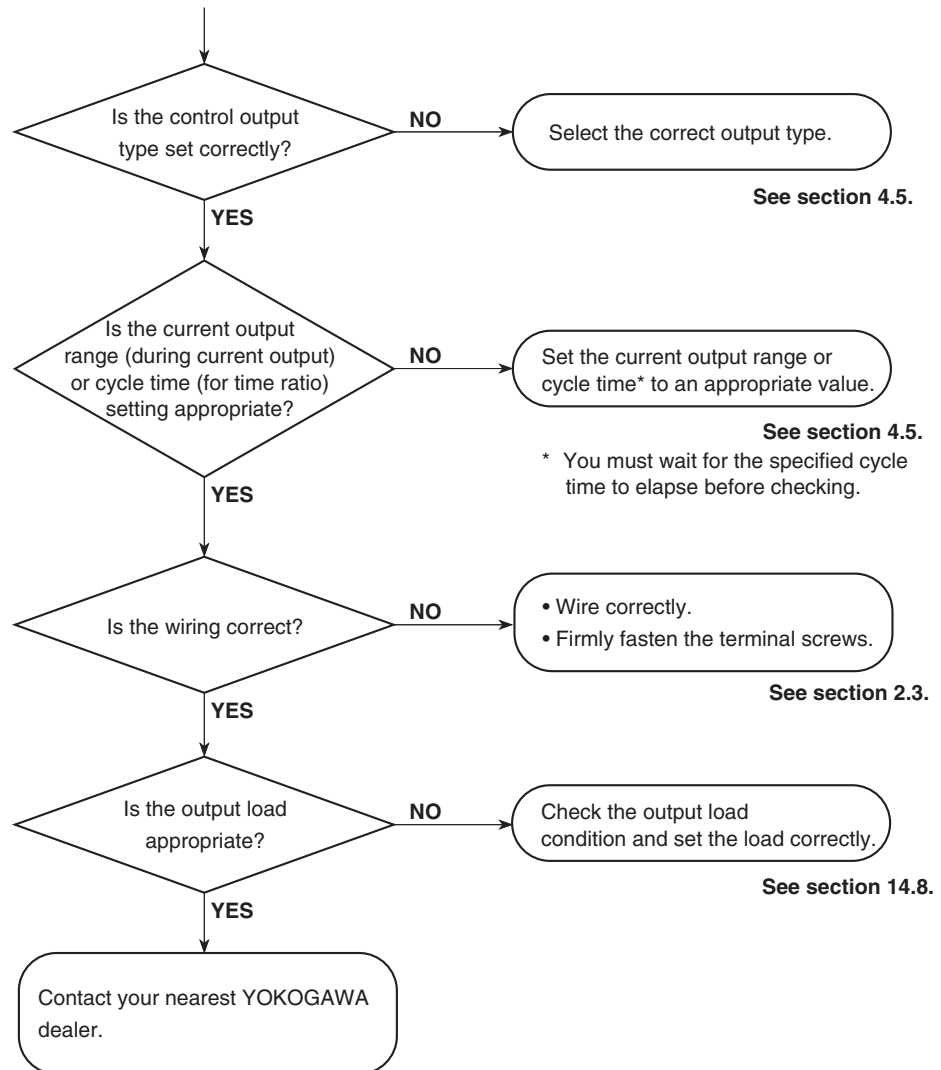 Is the control output
type set correctly?
NO
Select the correct output type.
See section 4.5.
YES
Is the current output
range (during current output)
or cycle time (for time ratio)
setting appropriate?
NO
Set the current output range or
cycle time* to an appropriate value.
See section 4.5.
* You must wait for the specified cycle
time to elapse before checking.
YES
Is the wiring correct?
NO
• Wire correctly.
• Firmly fasten the terminal screws.
See section 2.3.
YES
Is the output load
appropriate?
NO
Check the output load
condition and set the load correctly.
See section 14.8.
YES
Contact your nearest YOKOGAWA
dealer.